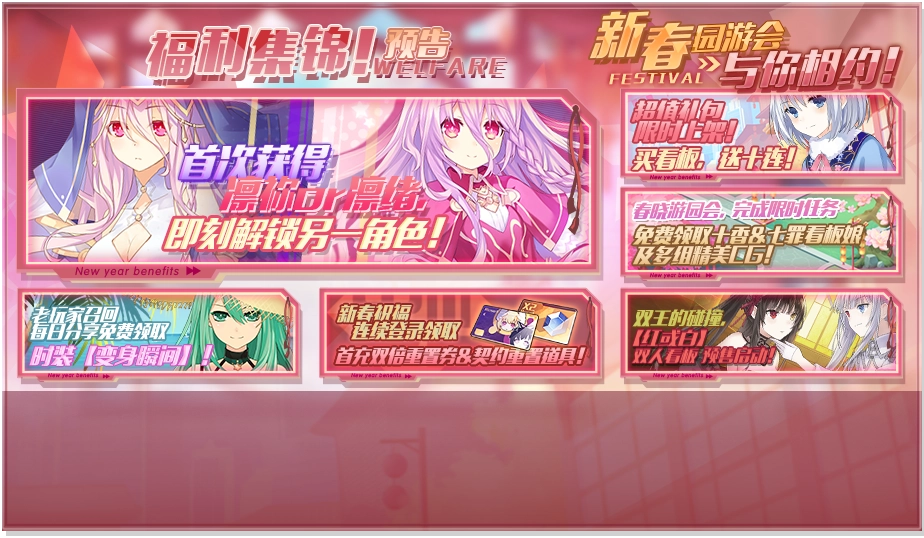 福利集锦!预告
WELFARE
新春园游会
FESTIVAL
与你相约!
首次获得
凛祢or凛绪,
即刻解锁另一角色!
New year benefits
超值礼包
限时上架!
买看板,送十连!
New year benefits
春晓游园会,完成限时任务
免费领取十香&七罪看板娘
及多组精美CG!
New year benefits
老玩家召回
每日分享免费领取
时装【变身瞬间】!
New year benefits
新春祝福
连续登录领取
X2
首充双倍重置券&契约重置道具!
New year benefits
双王的碰撞,
【红或白】
双人看板 预售启动!
New year benefits